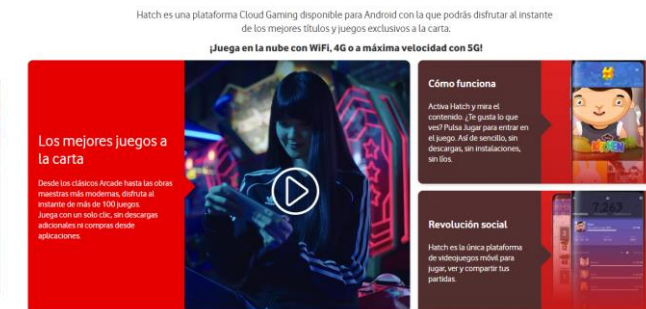 Hatch es una plataforma Cloud Gaming disponible para Android con la que podrás disfrutar al instante
de los mejores títulos y juegos exclusivos a la carta.
¡Juega en la nube con WiFi, 4G o a máxima velocidad con 5G!
Los mejores juegos a
la carta
Desde los clásicos Arcade hasta las obras
maestras más modernas, disfruta al
instante de más de 100 juegos.
Juega con un solo clic, sin descargas
adicionales ni compras desde
aplicaciones.
Cómo funciona
Activa Hatch y mira el
contenido. ¿Te gusta lo que
ves? Pulsa Jugar para entrar en
el juego. Así de sencillo, sin
descargas, sin instalaciones,
sin líos.
Revolución social
Hatch es la única plataforma
de videojuegos móvil para
jugar, ver y compartir tus
partidas.
7,263